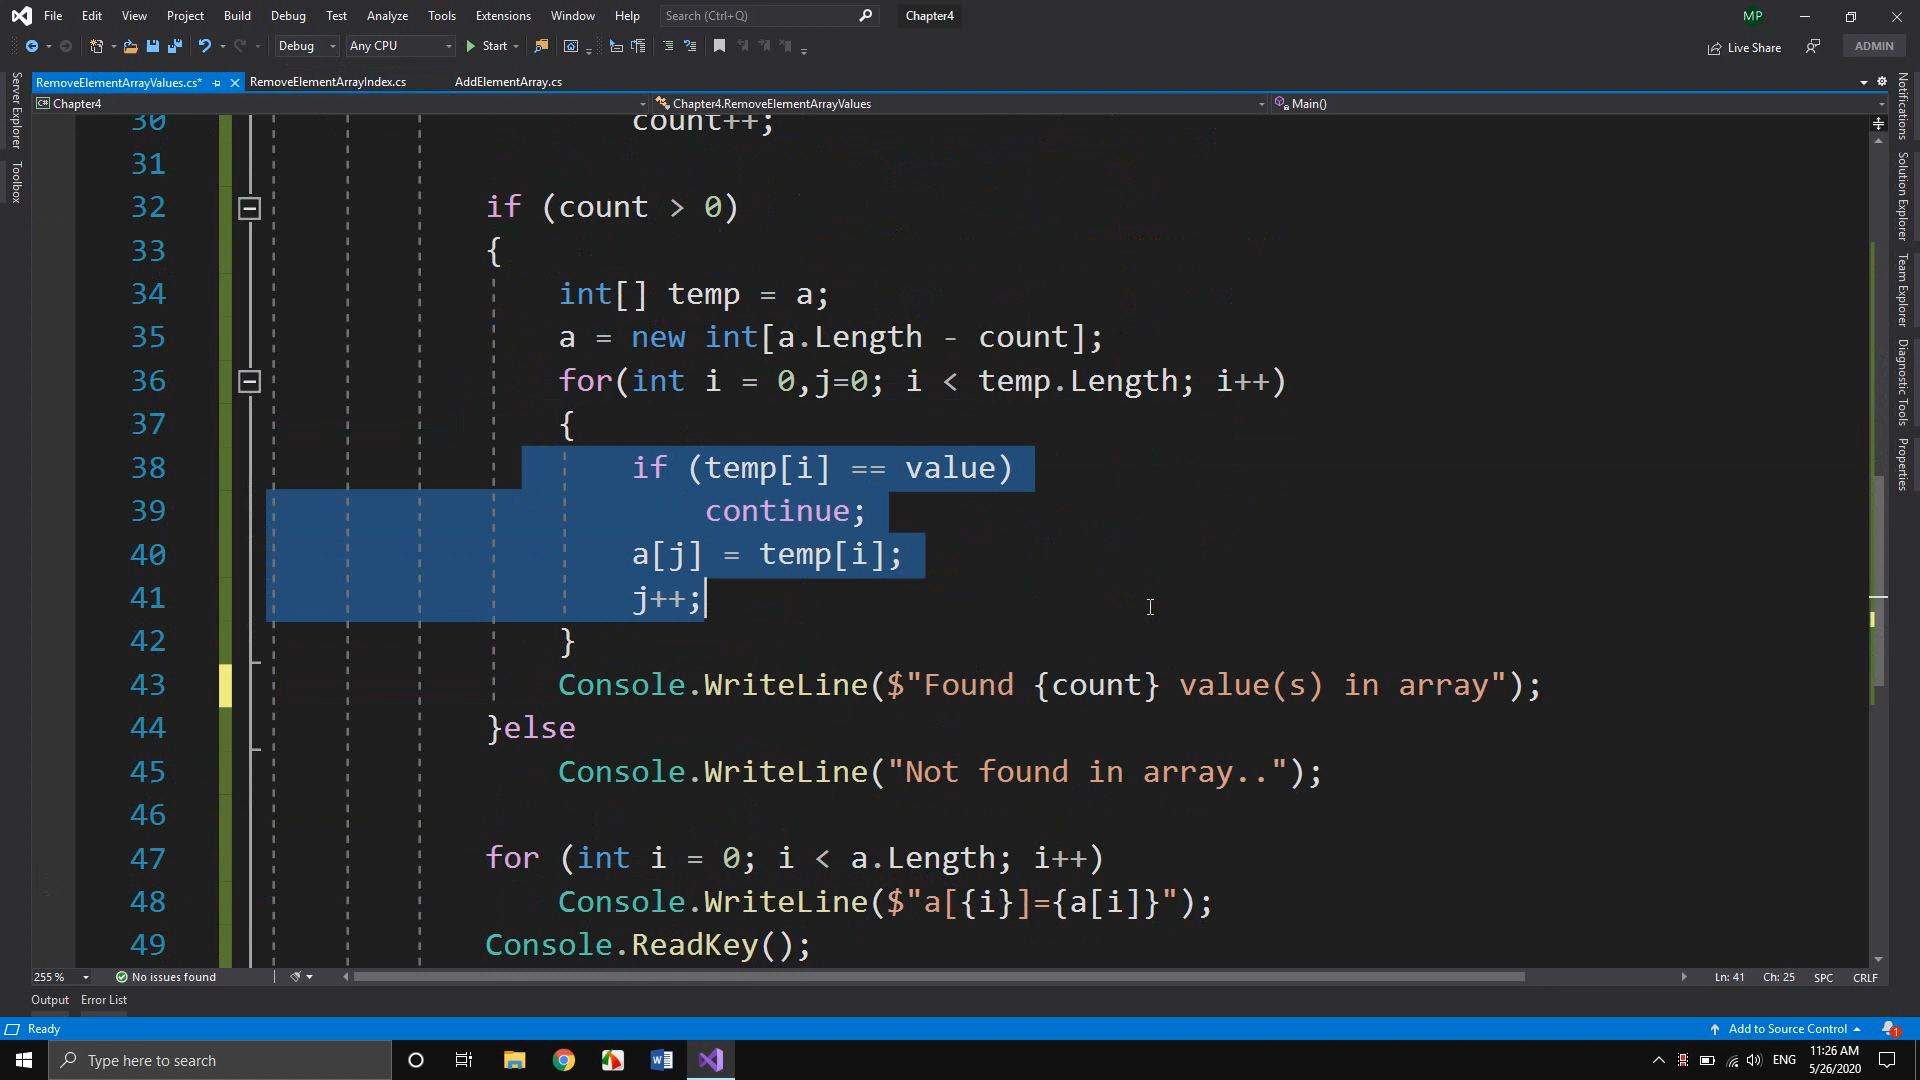 File Edit View Project Build Debug Test Analyze Tools Extensions Window Help Search (Ctrl+Q) Chapter4 MP
Debug Any CPU Start Live Share ADMIN
RemoveElementArrayValues.cs* RemoveElementArrayIndex.cs AddElementArray.cs
Chapter4 Chapter4.RemoveElementArrayValues Main()
Server Explorer
Toolbox
Notifications
Solution Explorer
Team Explorer
Diagnostic Tools
Properties
30 count++;
31
32 if (count > 0)
33 {
34 int[] temp = a;
35 a = new int[a.Length - count];
36 for(int i = 0,j=0; i < temp.Length; i++)
37 {
38 if (temp[i] == value)
39 continue;
40 a[j] = temp[i];
41 j++;
42 }
43 Console.WriteLine($"Found {count} value(s) in array");
44 }else
45 Console.WriteLine("Not found in array..");
46
47 for (int i = 0; i < a.Length; i++)
48 Console.WriteLine($"a[{i}]={a[i]}");
49 Console.ReadKey();
255 % No issues found Ln: 41 Ch: 25 SPC CRLF
Output Error List
Ready Add to Source Control 1
Type here to search ENG 11:26 AM
5/26/2020